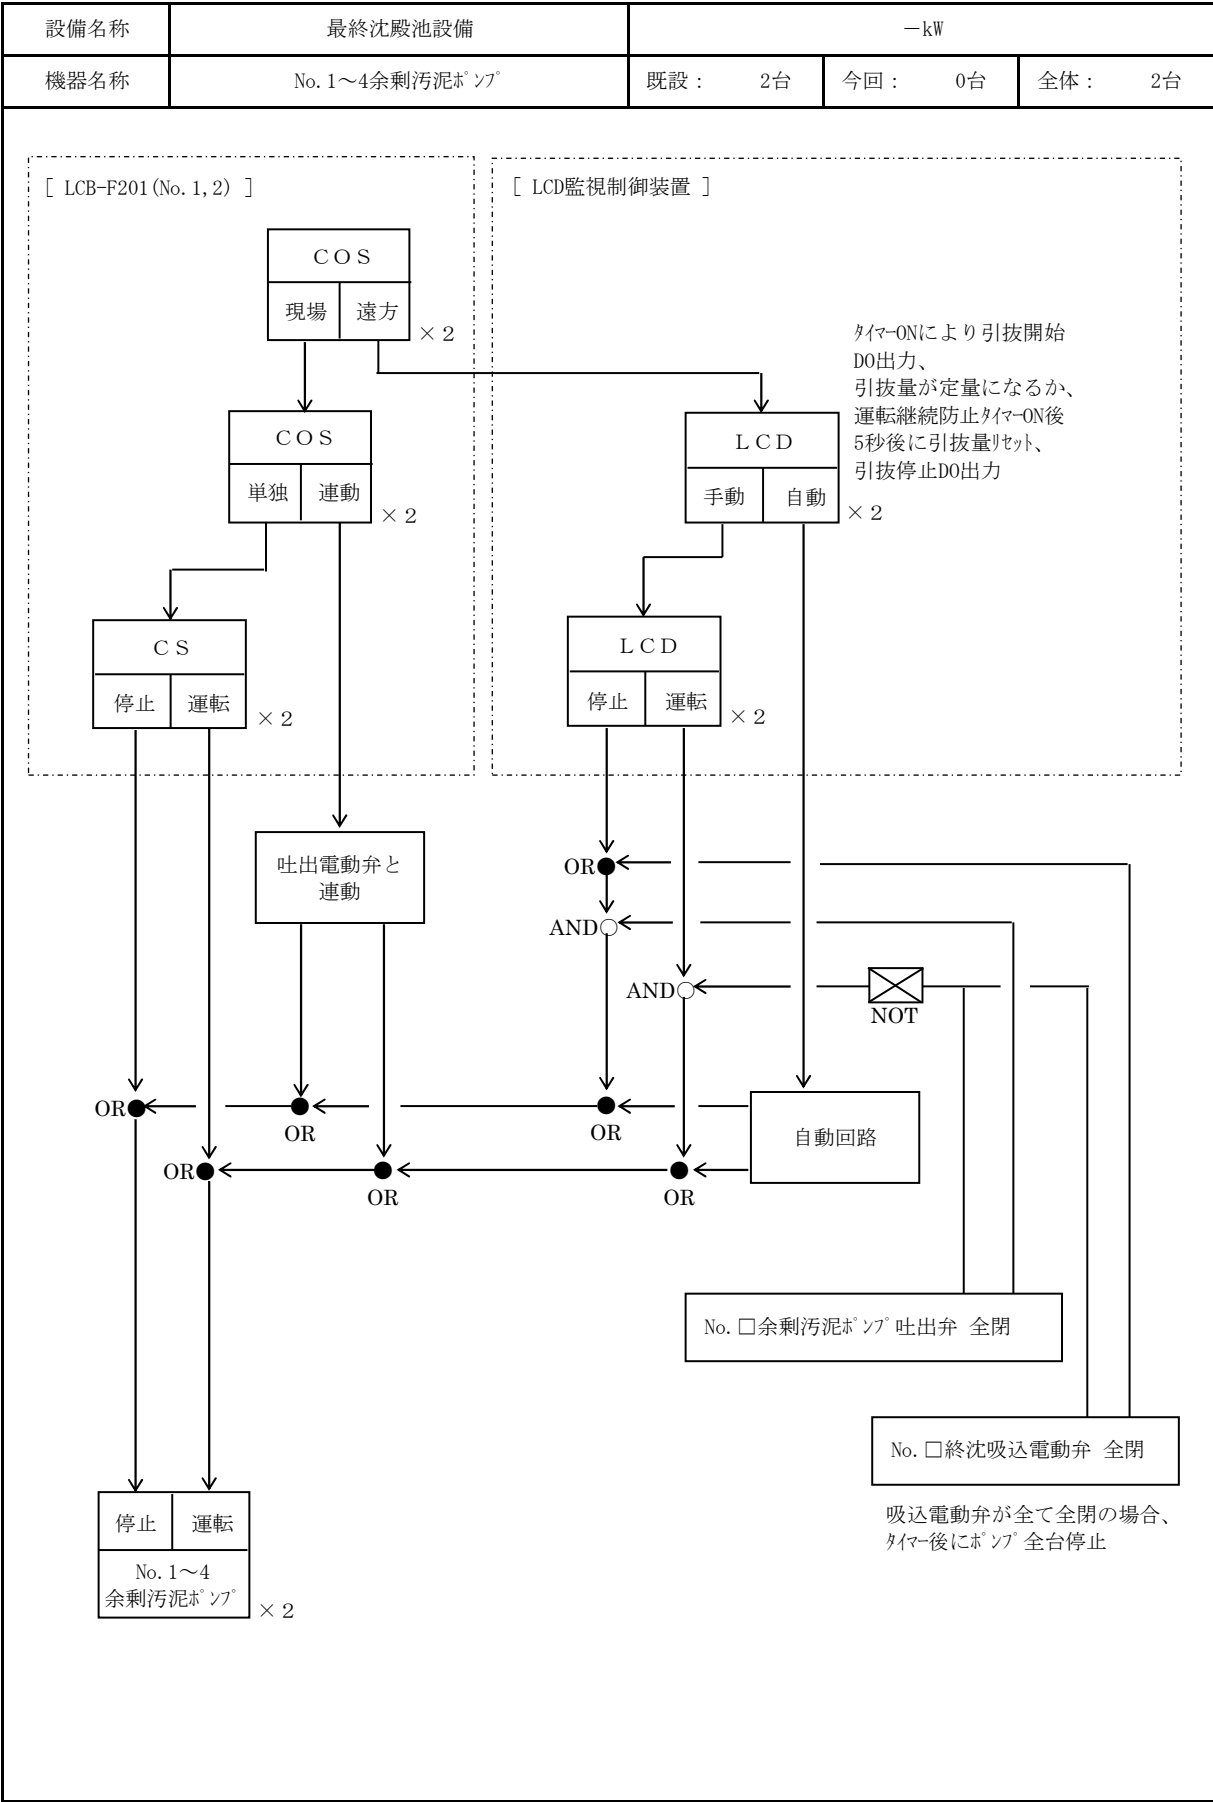 設備名称 最終沈殿池設備 －kW
機器名称 No.1～4余剰汚泥ﾎﾟﾝﾌﾟ 既設： 2台 今回： 0台 全体： 2台
[ LCB-F201(No.1,2) ]
[ LCD監視制御装置 ]
ＣＯＳ
現場 遠方
×２
ﾀｲﾏｰONにより引抜開始
DO出力、
引抜量が定量になるか、
運転継続防止ﾀｲﾏｰON後
5秒後に引抜量ﾘｾｯﾄ、
引抜停止DO出力
ＣＯＳ
単独 連動
×２
ＬＣＤ
手動 自動
×２
ＣＳ
停止 運転
×２
ＬＣＤ
停止 運転
×２
吐出電動弁と
連動
OR
AND
AND
NOT
OR
OR
OR
自動回路
OR
OR
OR
No.□余剰汚泥ﾎﾟﾝﾌﾟ吐出弁 全閉
No.□終沈吸込電動弁 全閉
吸込電動弁が全て全閉の場合、
ﾀｲﾏｰ後にﾎﾟﾝﾌﾟ全台停止
停止 運転
No.1～4
余剰汚泥ﾎﾟﾝﾌﾟ
×２